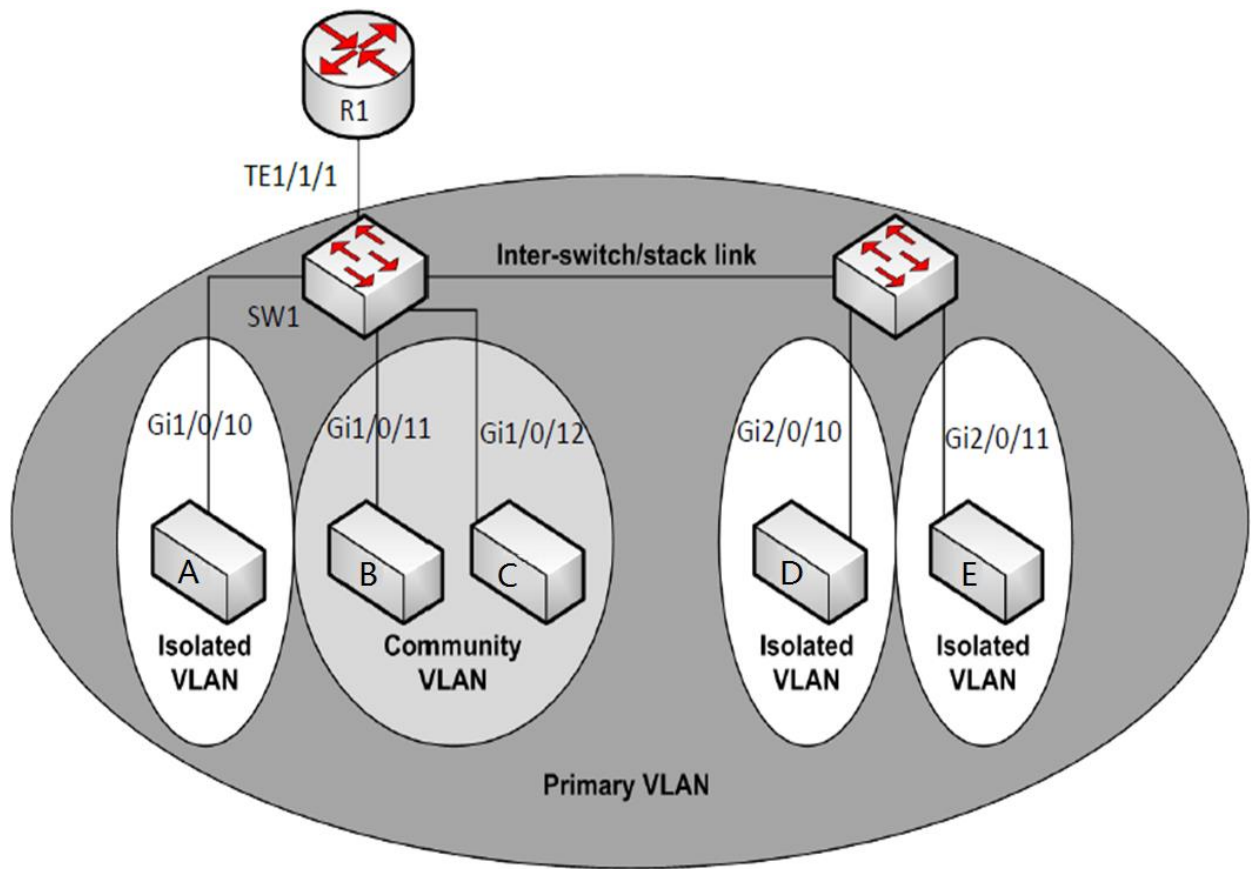 R1
TE1/1/1
Inter-switch/stack link
SW1
Gi1/0/10
Gi1/0/11
Gi1/0/12
Gi2/0/10
Gi2/0/11
A
B
C
D
E
Isolated
VLAN
Community
VLAN
Isolated
VLAN
Isolated
VLAN
Primary VLAN